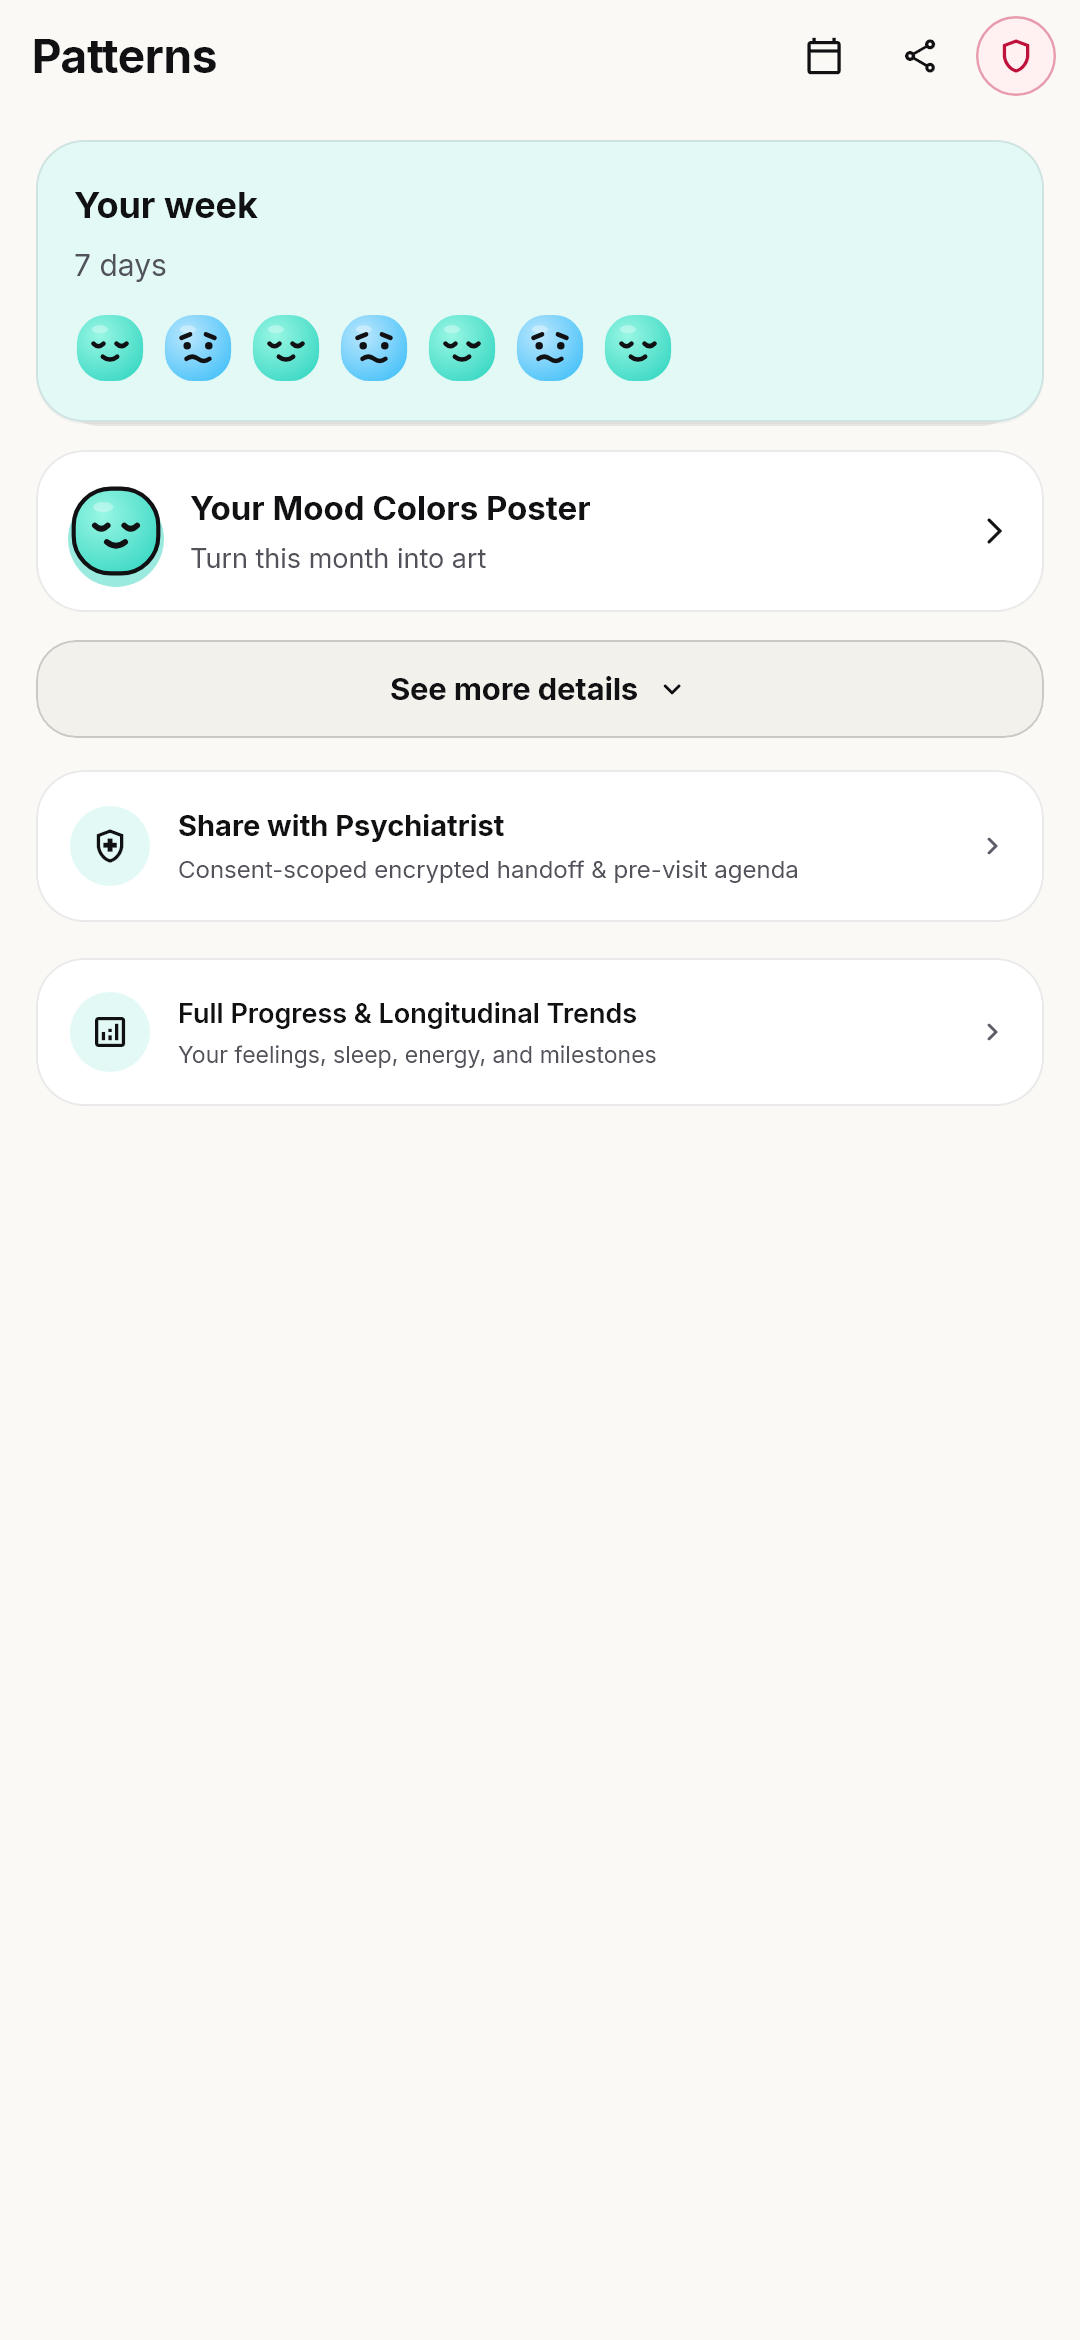 Patterns
Your week
7 days
Your Mood Colors Poster
Turn this month into art
See more details
Share with Psychiatrist
Consent-scoped encrypted handoff & pre-visit agenda
Full Progress & Longitudinal Trends
Your feelings, sleep, energy, and milestones